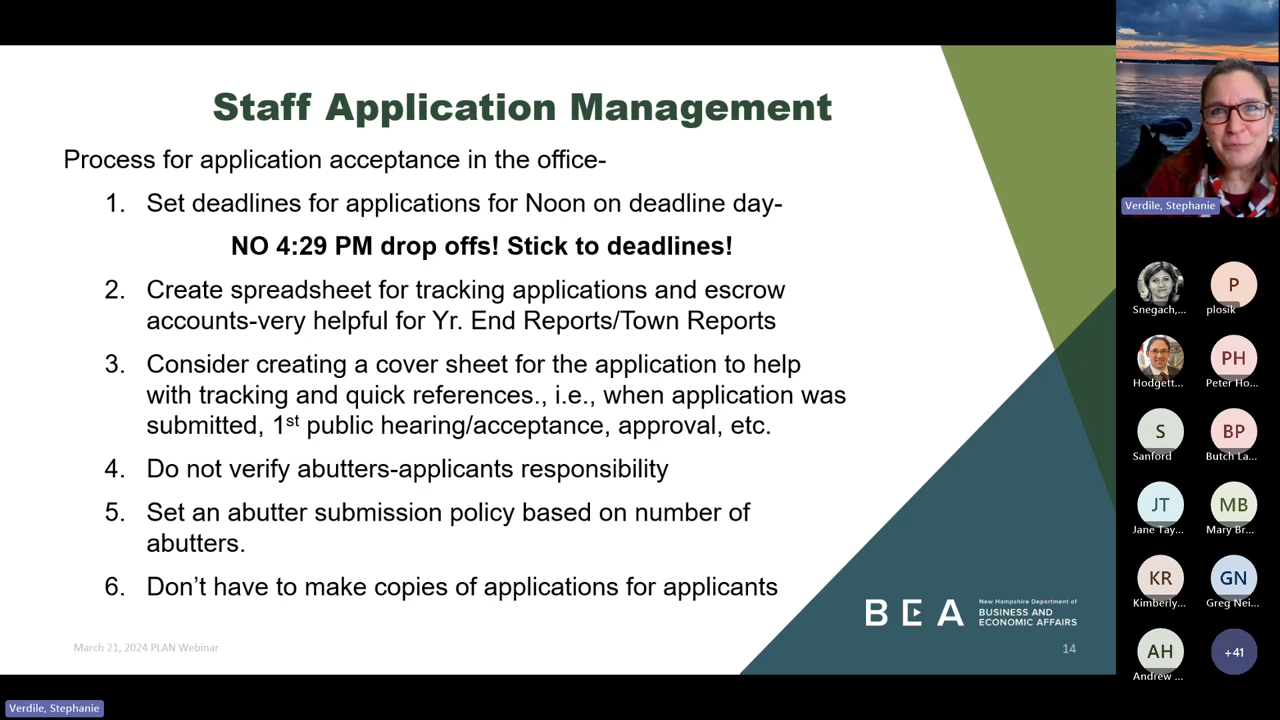 Staff Application Management
Process for application acceptance in the office-
1. Set deadlines for applications for Noon on deadline day-
NO 4:29 PM drop offs! Stick to deadlines!
2. Create spreadsheet for tracking applications and escrow
accounts-very helpful for Yr. End Reports/Town Reports
3. Consider creating a cover sheet for the application to help
with tracking and quick references., i.e., when application was
submitted, 1st public hearing/acceptance, approval, etc.
4. Do not verify abutters-applicants responsibility
5. Set an abutter submission policy based on number of
abutters.
6. Don't have to make copies of applications for applicants
BEA
New Hampshire Department of
BUSINESS AND
ECONOMIC AFFAIRS
March 21, 2024 PLAN Webinar
14
Verdile, Stephanie
Verdile, Stephanie
Snegach,...
P
plosik
Hodgett...
PH
Peter Ho...
S
Sanford
BP
Butch La...
JT
Jane Tay...
MB
Mary Br...
KR
Kimberly...
GN
Greg Nei...
AH
Andrew ...
+41